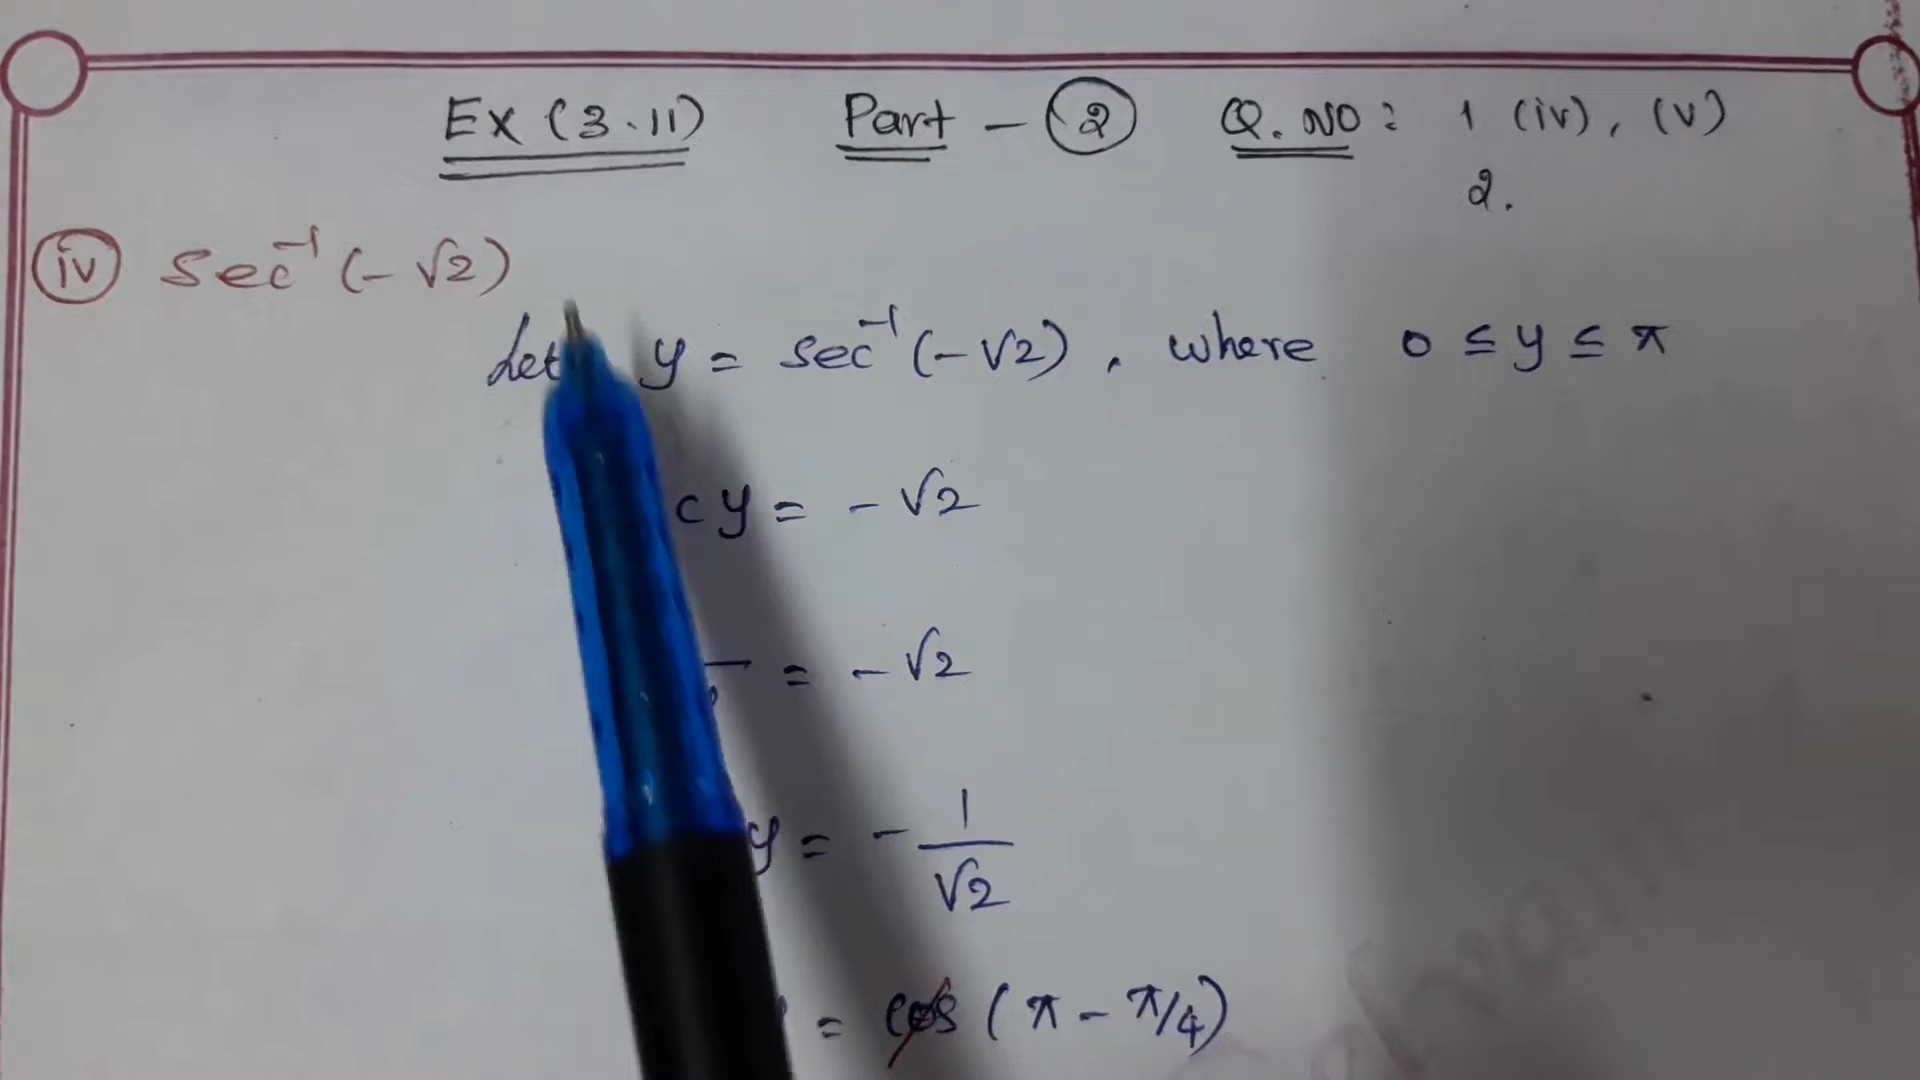 Ex (3.11) Part - ② Q. NO: 1 (iv), (v)
2.
(iv) sec⁻¹ (-√2)
Let y = sec⁻¹ (-√2), where 0 ≤ y ≤ π
c y = - √2
= - √2
y = - 1/√2
= cos (π - π/4)